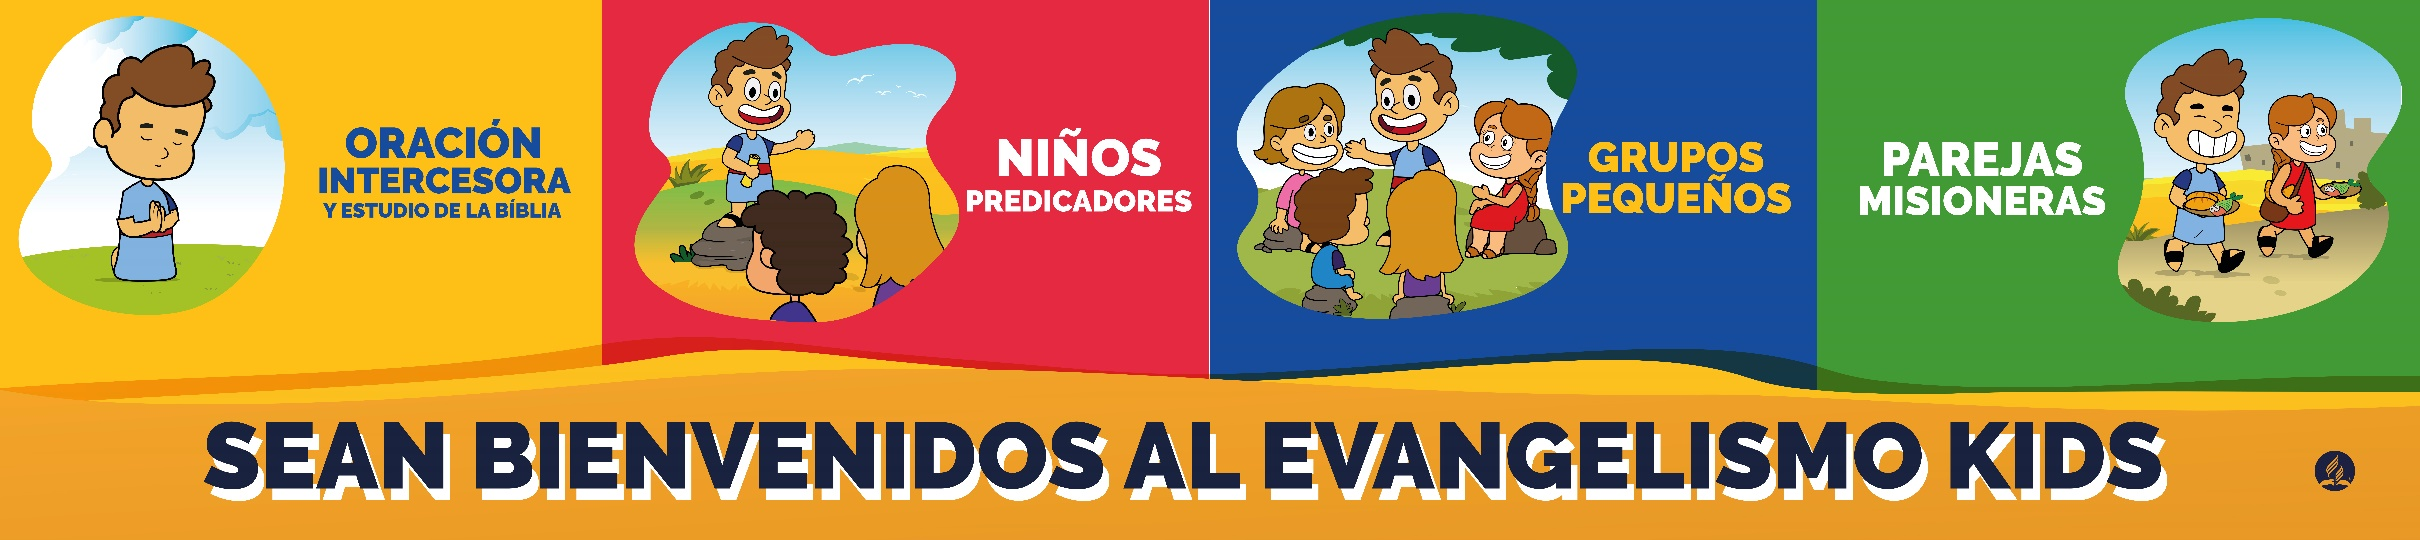 ORACIÓN
INTERCESORA
Y ESTUDIO DE LA BÍBLIA
NIÑOS
PREDICADORES
GRUPOS
PEQUEÑOS
PAREJAS
MISIONERAS
SEAN BIENVENIDOS AL EVANGELISMO KIDS